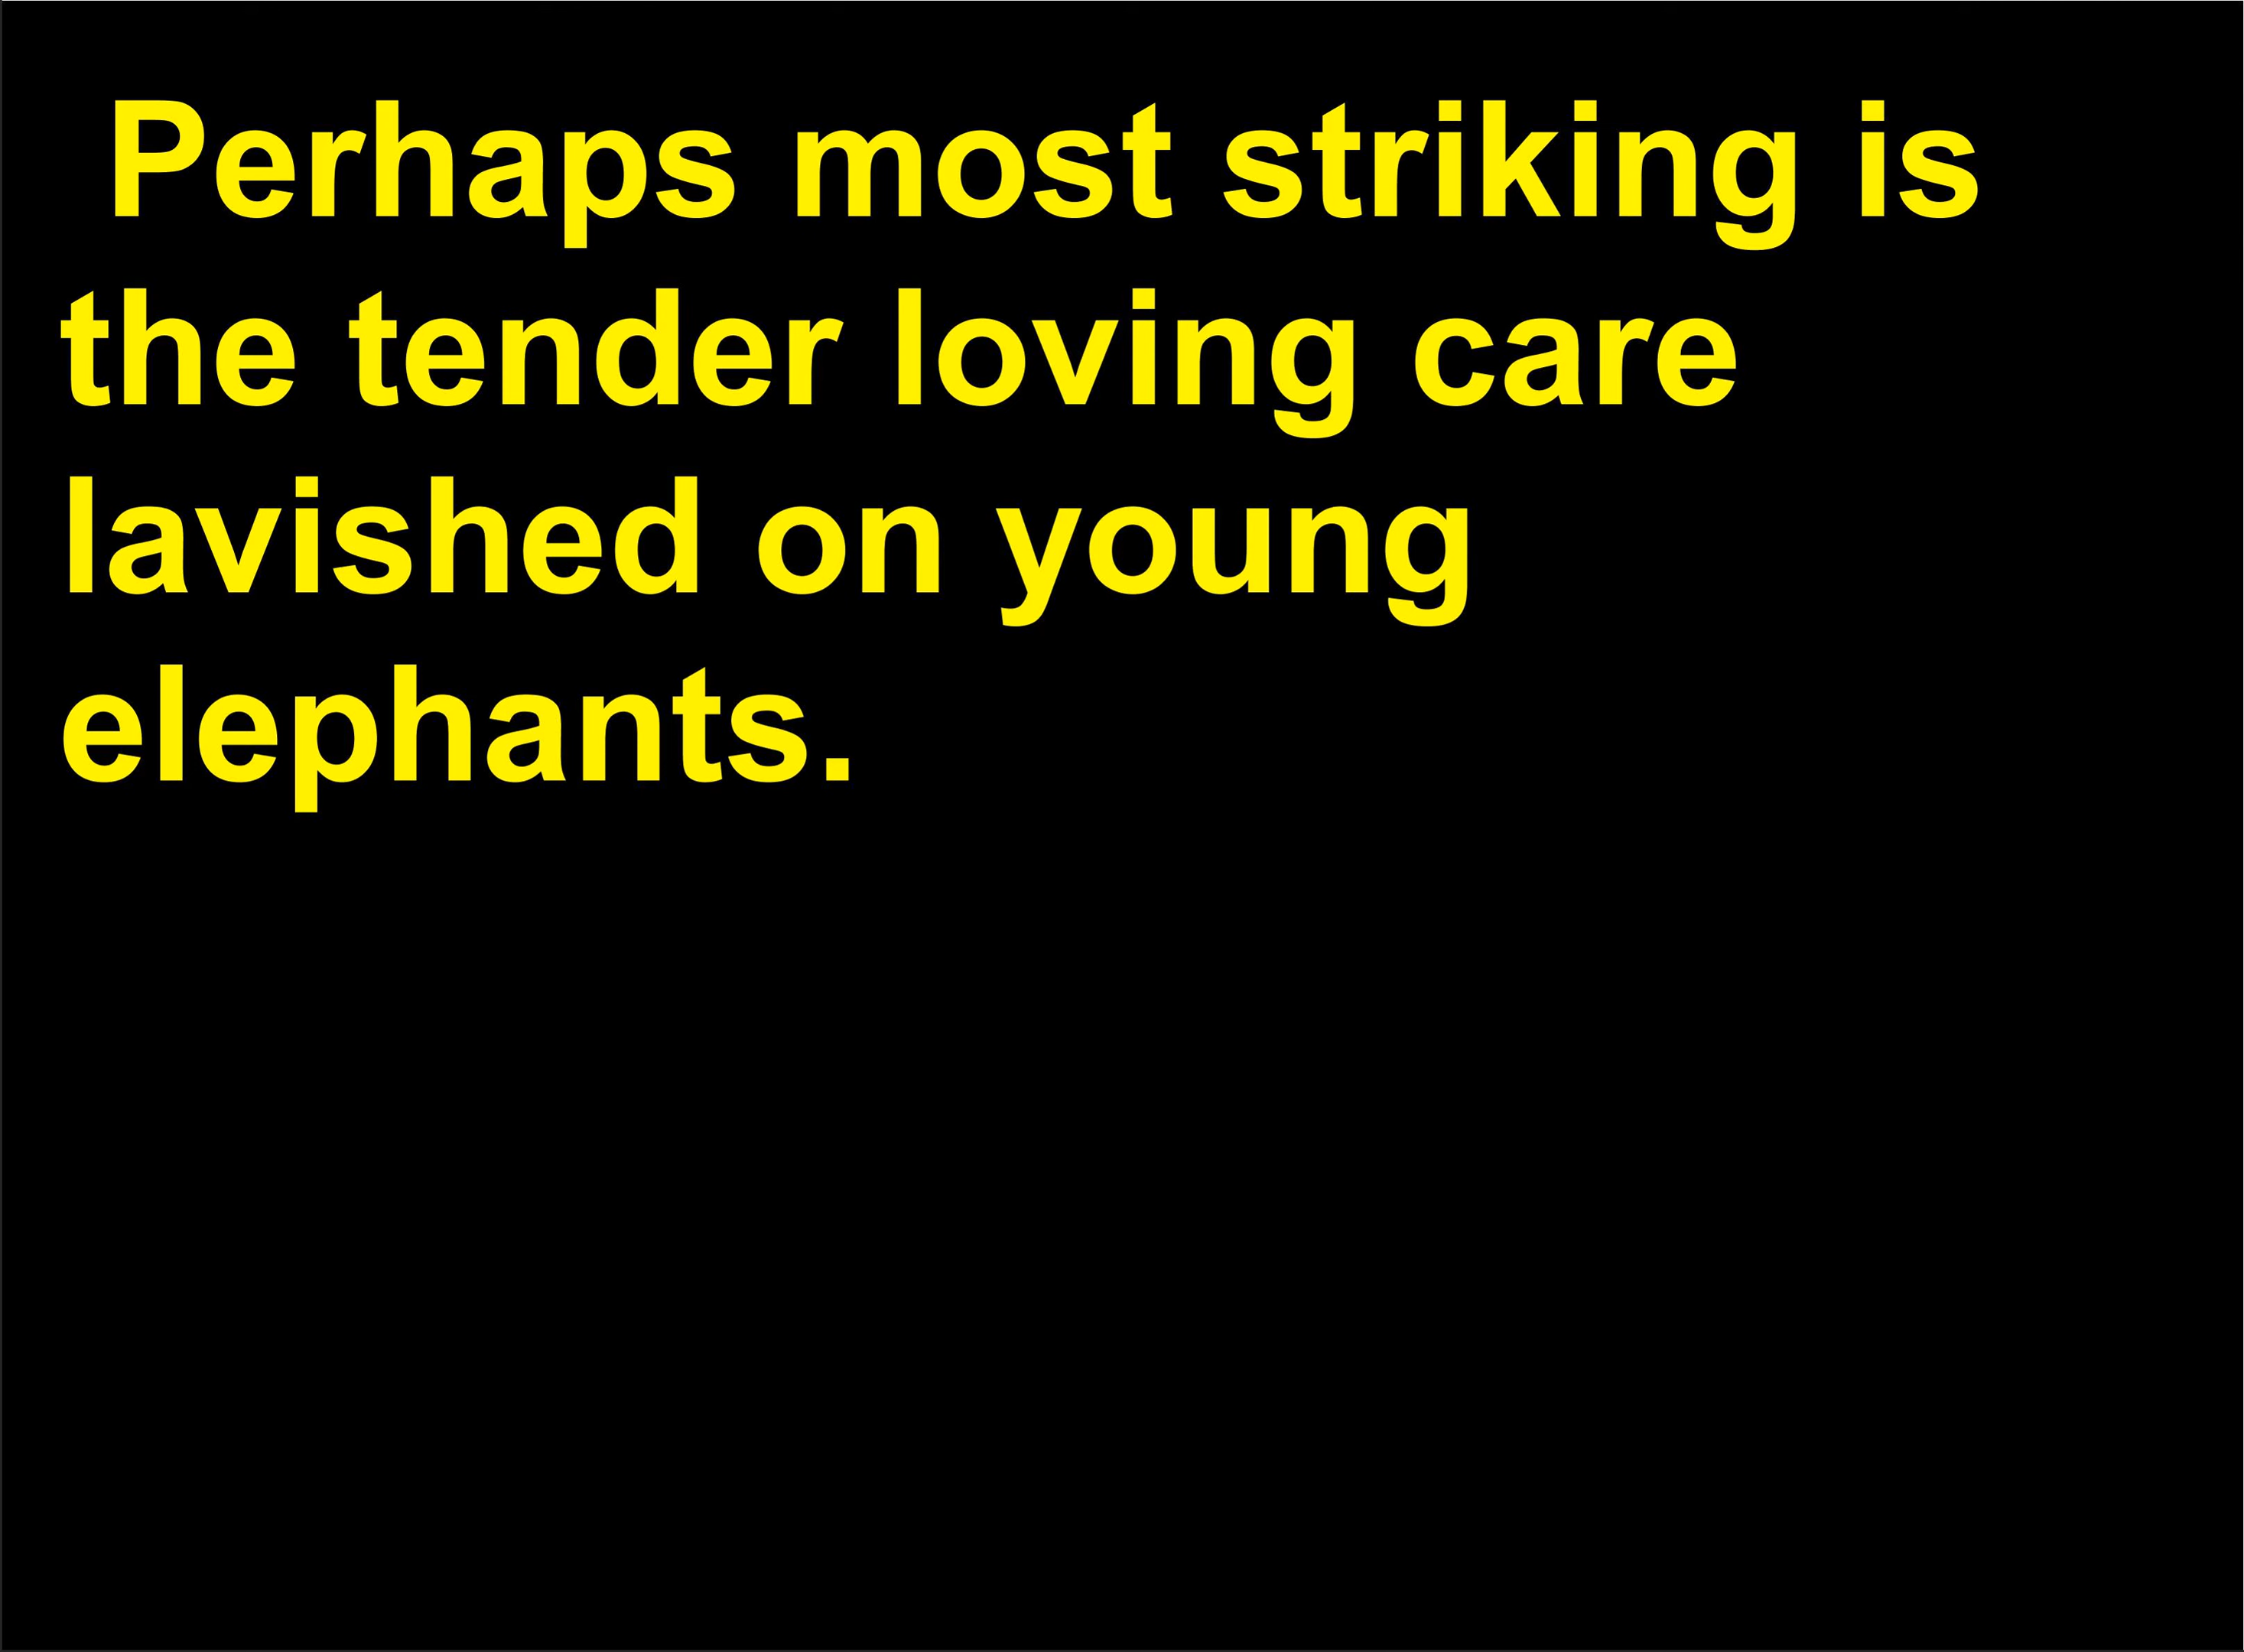 Perhaps most striking is
the tender loving care
lavished on young
elephants.